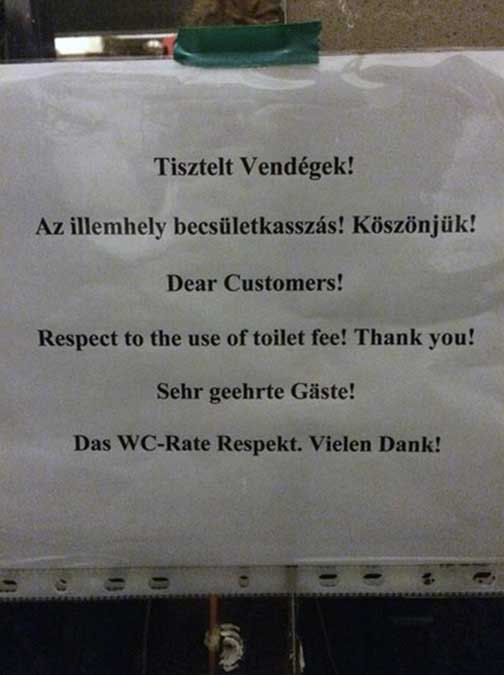 Tisztelt Vendégek!
Az illemhely becsületkasszás! Köszönjük!
Dear Customers!
Respect to the use of toilet fee! Thank you!
Sehr geehrte Gäste!
Das WC-Rate Respekt. Vielen Dank!